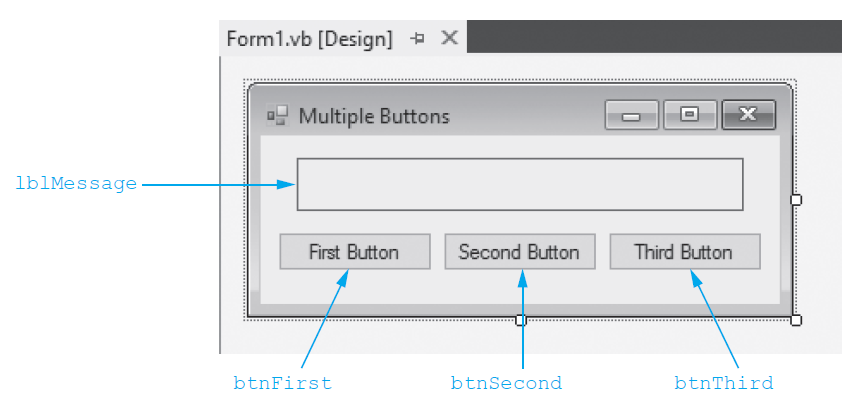 Form1.vb [Design]
Multiple Buttons
lblMessage
First Button Second Button Third Button
btnFirst btnSecond btnThird